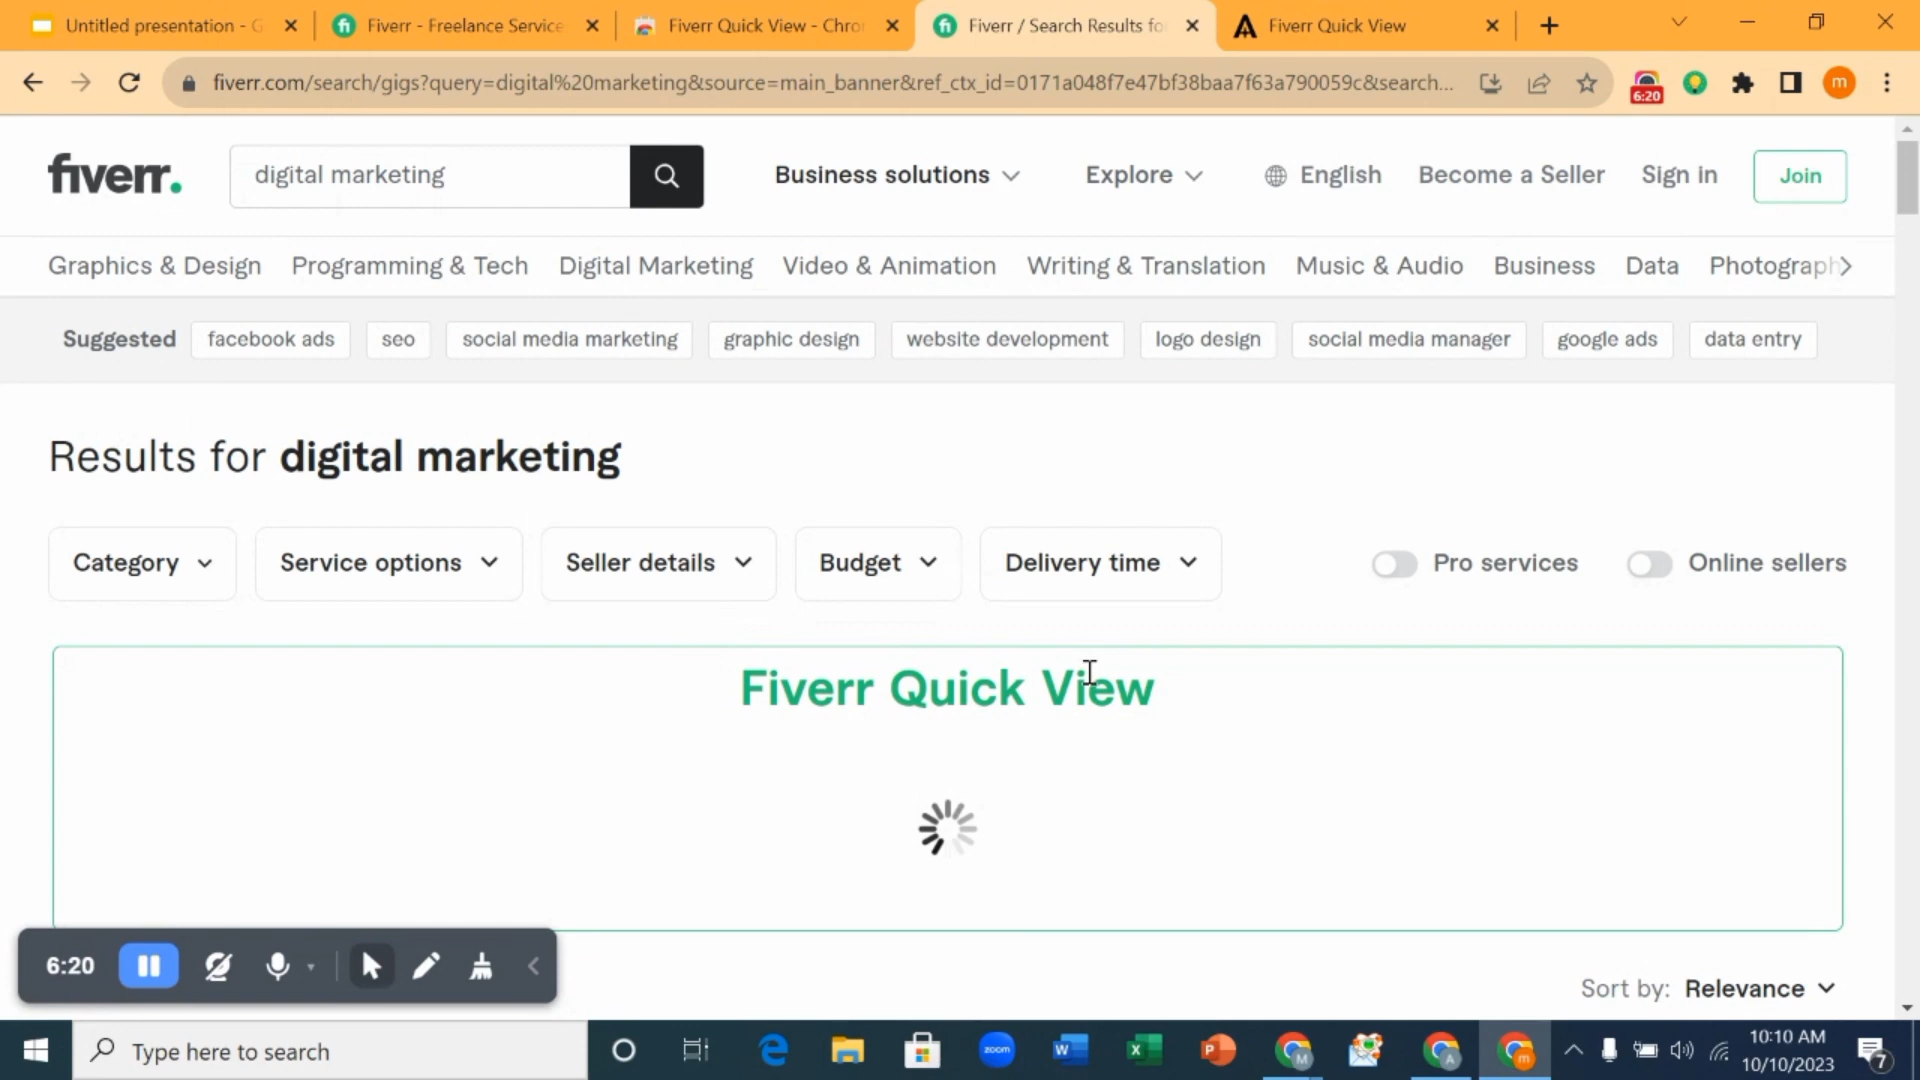 Untitled presentation - G
Fiverr - Freelance Service
Fiverr Quick View - Chro
Fiverr / Search Results fo
Fiverr Quick View
fiverr.com/search/gigs?query=digital%20marketing&source=main_banner&ref_ctx_id=0171a048f7e47bf38baa7f63a790059c&search...
6:20
m
fiverr.
digital marketing
Business solutions
Explore
English
Become a Seller
Sign in
Join
Graphics & Design
Programming & Tech
Digital Marketing
Video & Animation
Writing & Translation
Music & Audio
Business
Data
Photograph
Suggested
facebook ads
seo
social media marketing
graphic design
website development
logo design
social media manager
google ads
data entry
Results for digital marketing
Category
Service options
Seller details
Budget
Delivery time
Pro services
Online sellers
Fiverr Quick View
6:20
Sort by: Relevance
Type here to search
zoom
W
X
P
M
A
m
10:10 AM
10/10/2023
7